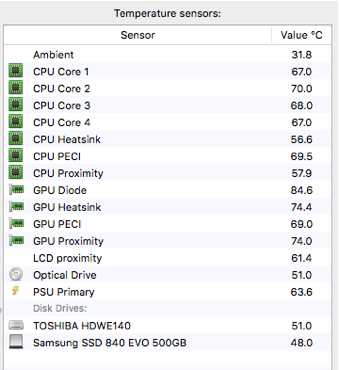 Temperature sensors:
Sensor Value °C
Ambient 31.8
CPU Core 1 67.0
CPU Core 2 70.0
CPU Core 3 68.0
CPU Core 4 67.0
CPU Heatsink 56.6
CPU PECI 69.5
CPU Proximity 57.9
GPU Diode 84.6
GPU Heatsink 74.4
GPU PECI 69.0
GPU Proximity 74.0
LCD proximity 61.4
Optical Drive 51.0
PSU Primary 63.6
Disk Drives:
TOSHIBA HDWE140 51.0
Samsung SSD 840 EVO 500GB 48.0